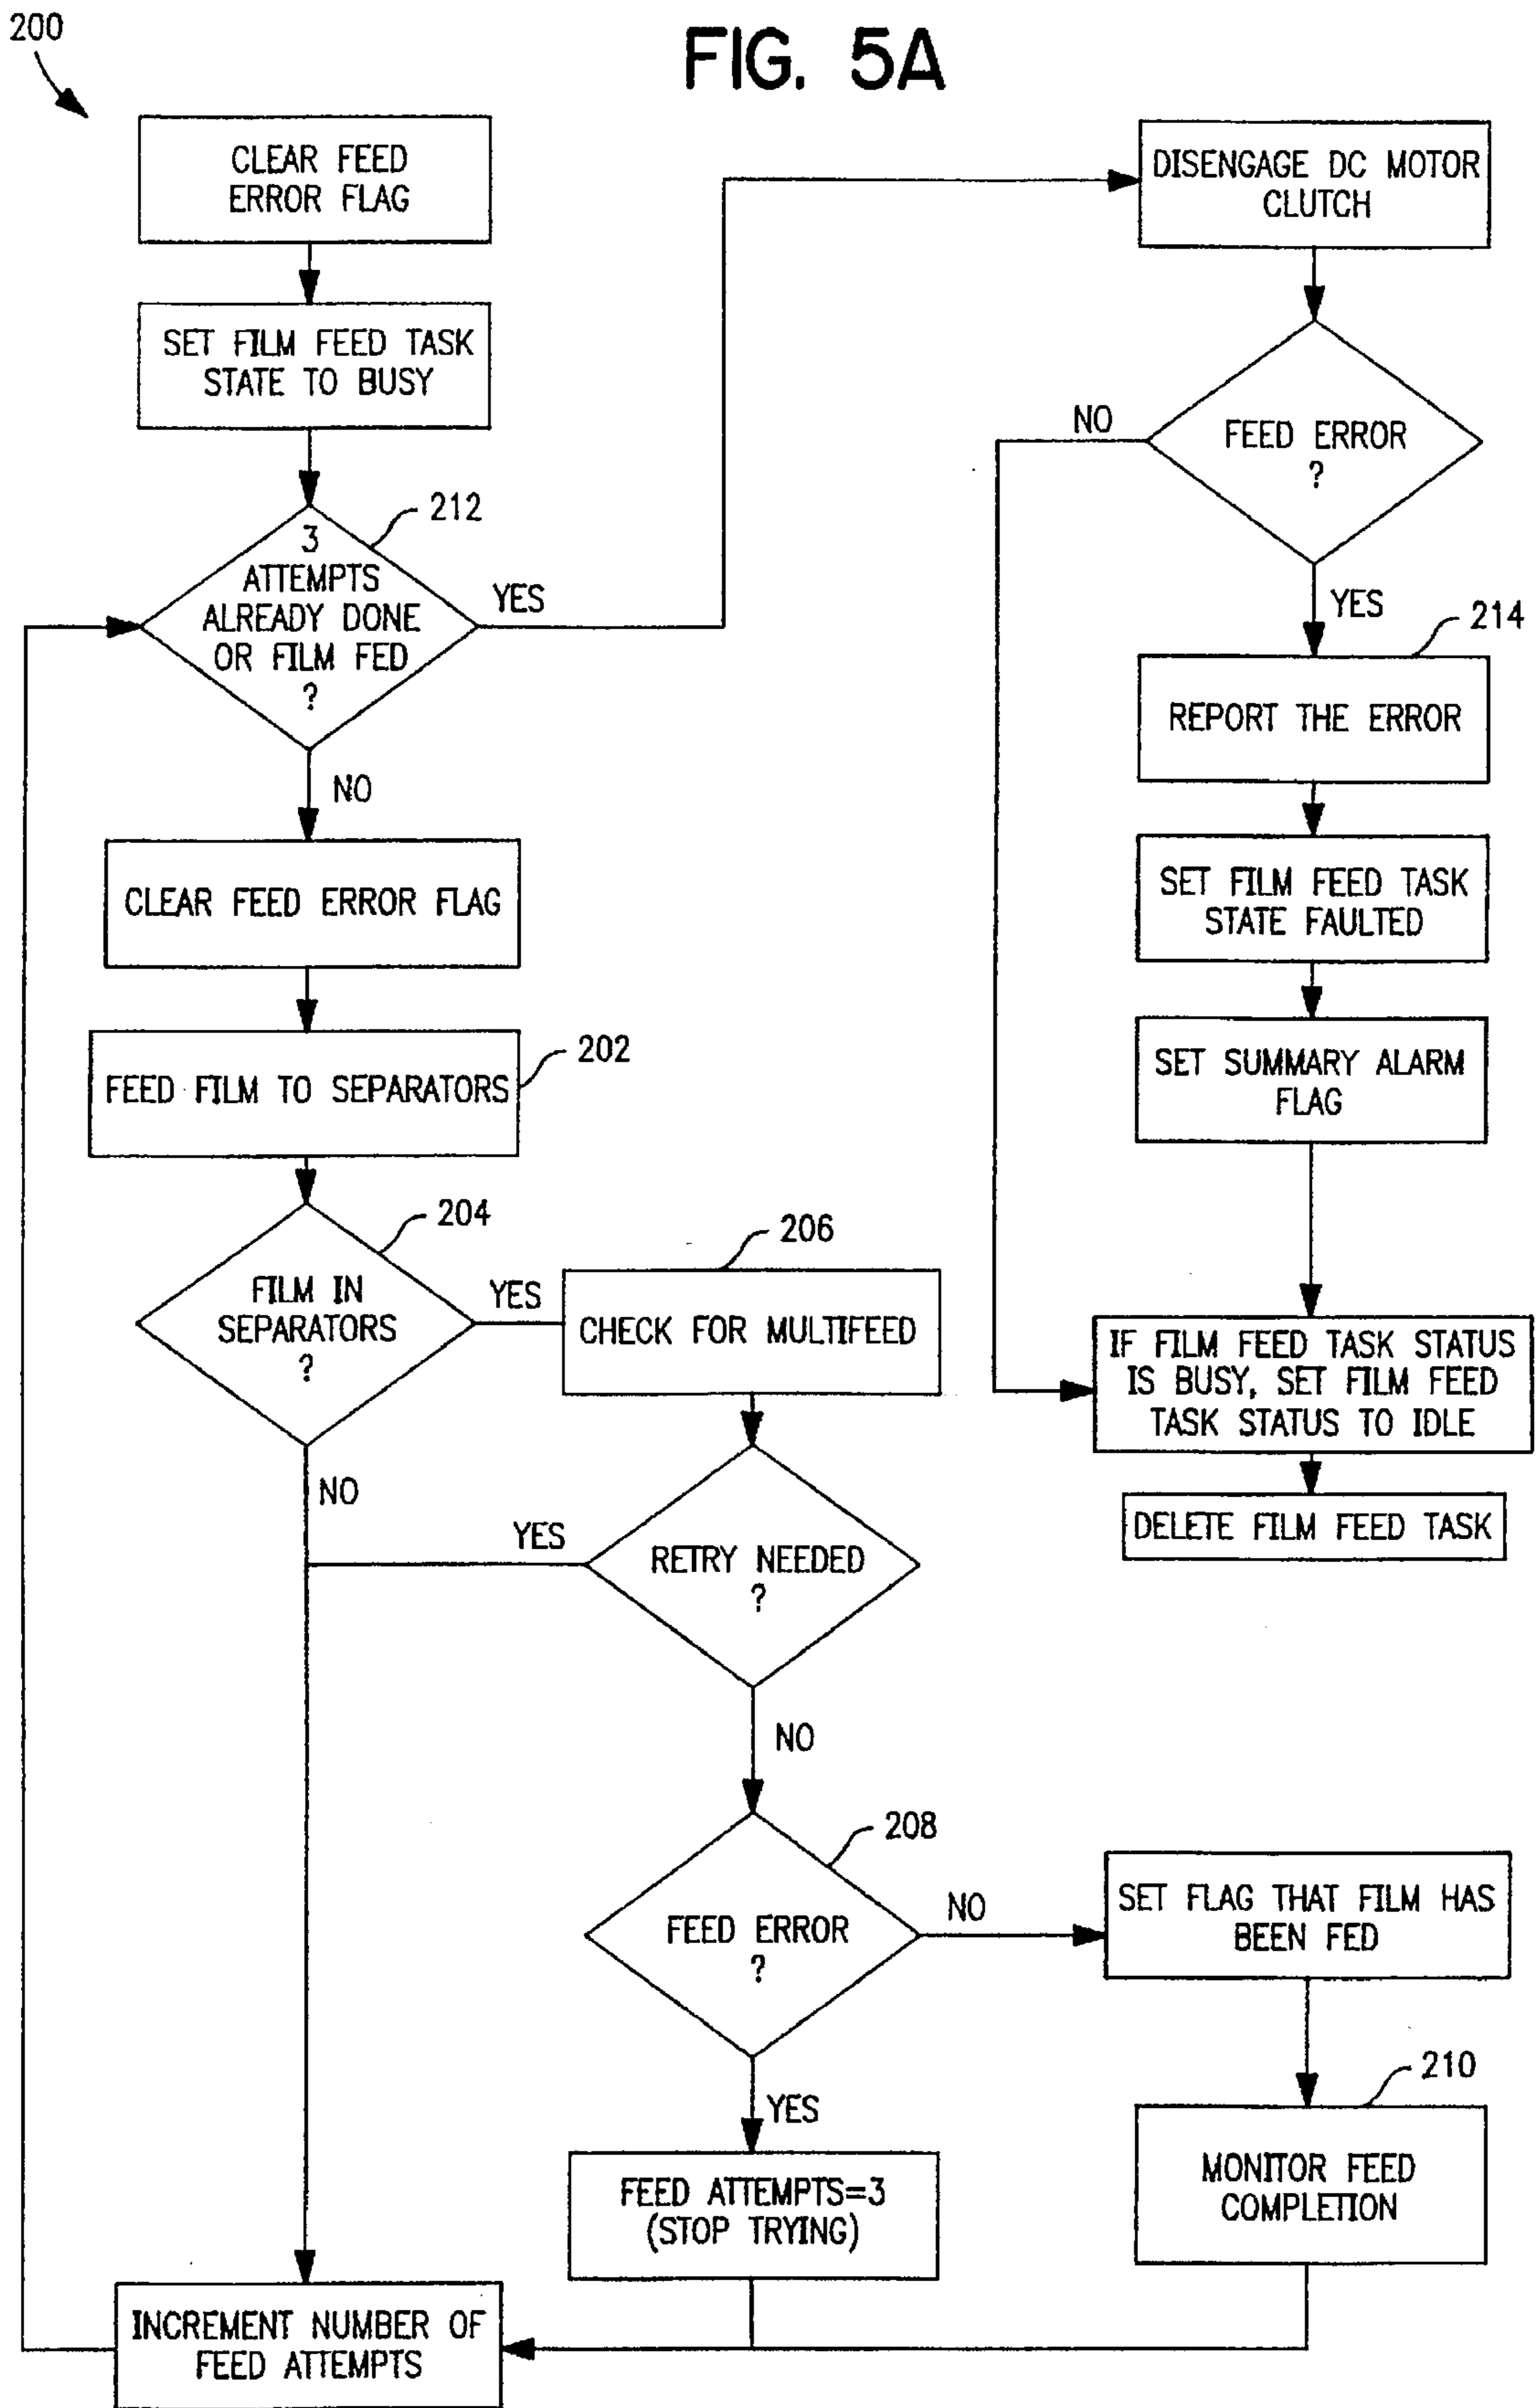 200
FIG. 5A
CLEAR FEED
ERROR FLAG
SET FILM FEED TASK
STATE TO BUSY
212
3
ATTEMPTS
ALREADY DONE
OR FILM FED
?
YES
NO
CLEAR FEED ERROR FLAG
FEED FILM TO SEPARATORS
202
204
FILM IN
SEPARATORS
?
YES
NO
206
CHECK FOR MULTIFEED
YES
RETRY NEEDED
?
NO
208
FEED ERROR
?
NO
YES
FEED ATTEMPTS=3
(STOP TRYING)
SET FLAG THAT FILM HAS
BEEN FED
210
MONITOR FEED
COMPLETION
INCREMENT NUMBER OF
FEED ATTEMPTS
DISENGAGE DC MOTOR
CLUTCH
NO
FEED ERROR
?
YES
214
REPORT THE ERROR
SET FILM FEED TASK
STATE FAULTED
SET SUMMARY ALARM
FLAG
IF FILM FEED TASK STATUS
IS BUSY, SET FILM FEED
TASK STATUS TO IDLE
DELETE FILM FEED TASK